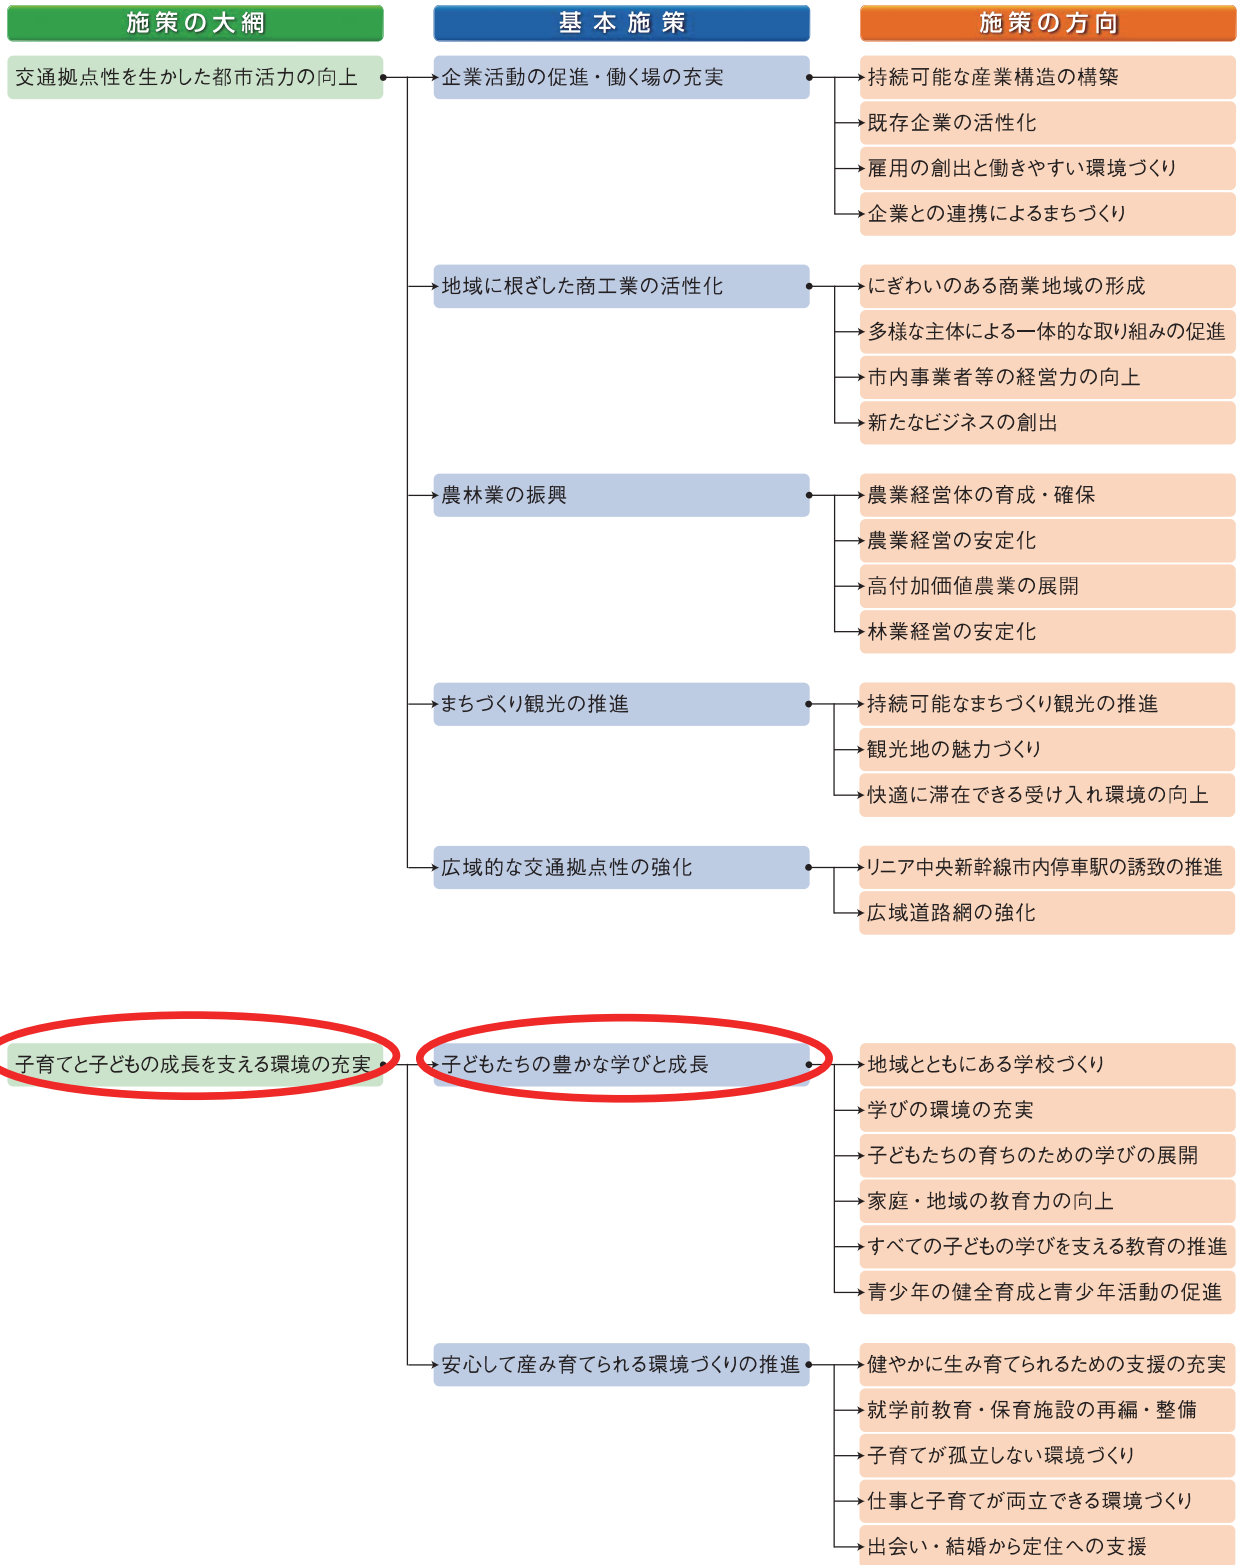 施策の大綱
基本施策
施策の方向
交通拠点性を生かした都市活力の向上
企業活動の促進・働く場の充実
持続可能な産業構造の構築
既存企業の活性化
雇用の創出と働きやすい環境づくり
企業との連携によるまちづくり
地域に根ざした商工業の活性化
にぎわいのある商業地域の形成
多様な主体による一体的な取り組みの促進
市内事業者等の経営力の向上
新たなビジネスの創出
農林業の振興
農業経営体の育成・確保
農業経営の安定化
高付加価値農業の展開
林業経営の安定化
まちづくり観光の推進
持続可能なまちづくり観光の推進
観光地の魅力づくり
快適に滞在できる受け入れ環境の向上
広域的な交通拠点性の強化
リニア中央新幹線市内停車駅の誘致の推進
広域道路網の強化
子育てと子どもの成長を支える環境の充実
子どもたちの豊かな学びと成長
地域とともにある学校づくり
学びの環境の充実
子どもたちの育ちのための学びの展開
家庭・地域の教育力の向上
すべての子どもの学びを支える教育の推進
青少年の健全育成と青少年活動の促進
安心して産み育てられる環境づくりの推進
健やかに生み育てられるための支援の充実
就学前教育・保育施設の再編・整備
子育てが孤立しない環境づくり
仕事と子育てが両立できる環境づくり
出会い・結婚から定住への支援